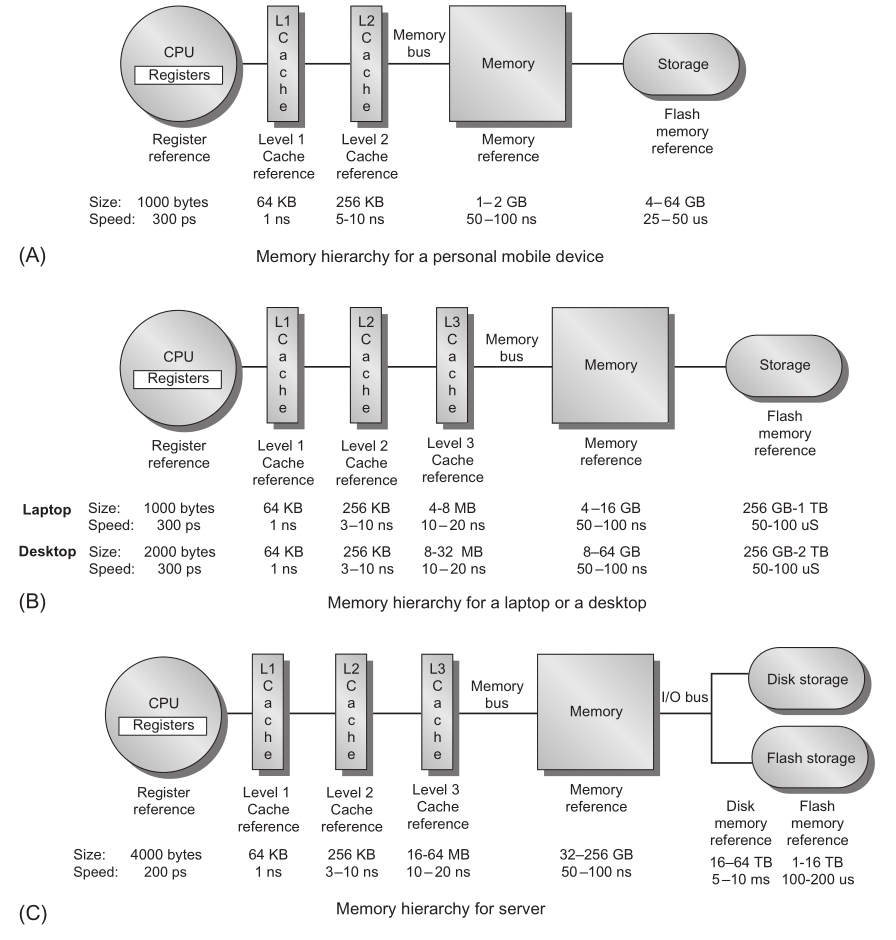 CPU
Registers
L1 Cache
L2 Cache
Memory
bus
Memory
Storage
Register
reference
Level 1
Cache
reference
Level 2
Cache
reference
Memory
reference
Flash
memory
reference
Size: 1000 bytes 64 KB 256 KB 1–2 GB 4–64 GB
Speed: 300 ps 1 ns 5-10 ns 50–100 ns 25–50 us
(A) Memory hierarchy for a personal mobile device
CPU
Registers
L1 Cache
L2 Cache
L3 Cache
Memory
bus
Memory
Storage
Register
reference
Level 1
Cache
reference
Level 2
Cache
reference
Level 3
Cache
reference
Memory
reference
Flash
memory
reference
Laptop Size: 1000 bytes 64 KB 256 KB 4-8 MB 4–16 GB 256 GB-1 TB
Speed: 300 ps 1 ns 3–10 ns 10–20 ns 50–100 ns 50-100 uS
Desktop Size: 2000 bytes 64 KB 256 KB 8-32 MB 8–64 GB 256 GB-2 TB
Speed: 300 ps 1 ns 3–10 ns 10–20 ns 50–100 ns 50-100 uS
(B) Memory hierarchy for a laptop or a desktop
CPU
Registers
L1 Cache
L2 Cache
L3 Cache
Memory
bus
Memory
I/O bus
Disk storage
Flash storage
Register
reference
Level 1
Cache
reference
Level 2
Cache
reference
Level 3
Cache
reference
Memory
reference
Disk
memory
reference
Flash
memory
reference
Size: 4000 bytes 64 KB 256 KB 16-64 MB 32–256 GB 16–64 TB 1-16 TB
Speed: 200 ps 1 ns 3–10 ns 10–20 ns 50–100 ns 5–10 ms 100-200 us
(C) Memory hierarchy for server